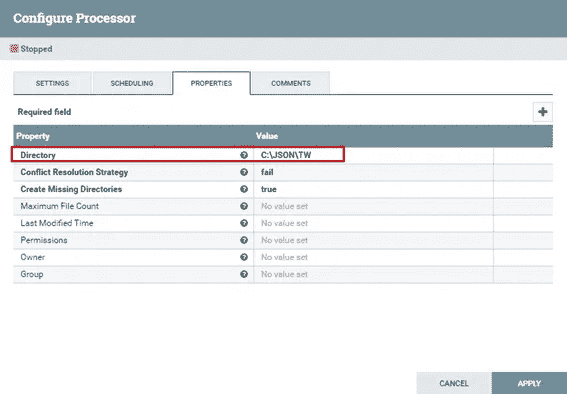 Configure Processor
Stopped
SETTINGS SCHEDULING PROPERTIES COMMENTS
Required field
Property Value
Directory C:\JSON\TW
Conflict Resolution Strategy fail
Create Missing Directories true
Maximum File Count No value set
Last Modified Time No value set
Permissions No value set
Owner No value set
Group No value set
CANCEL APPLY